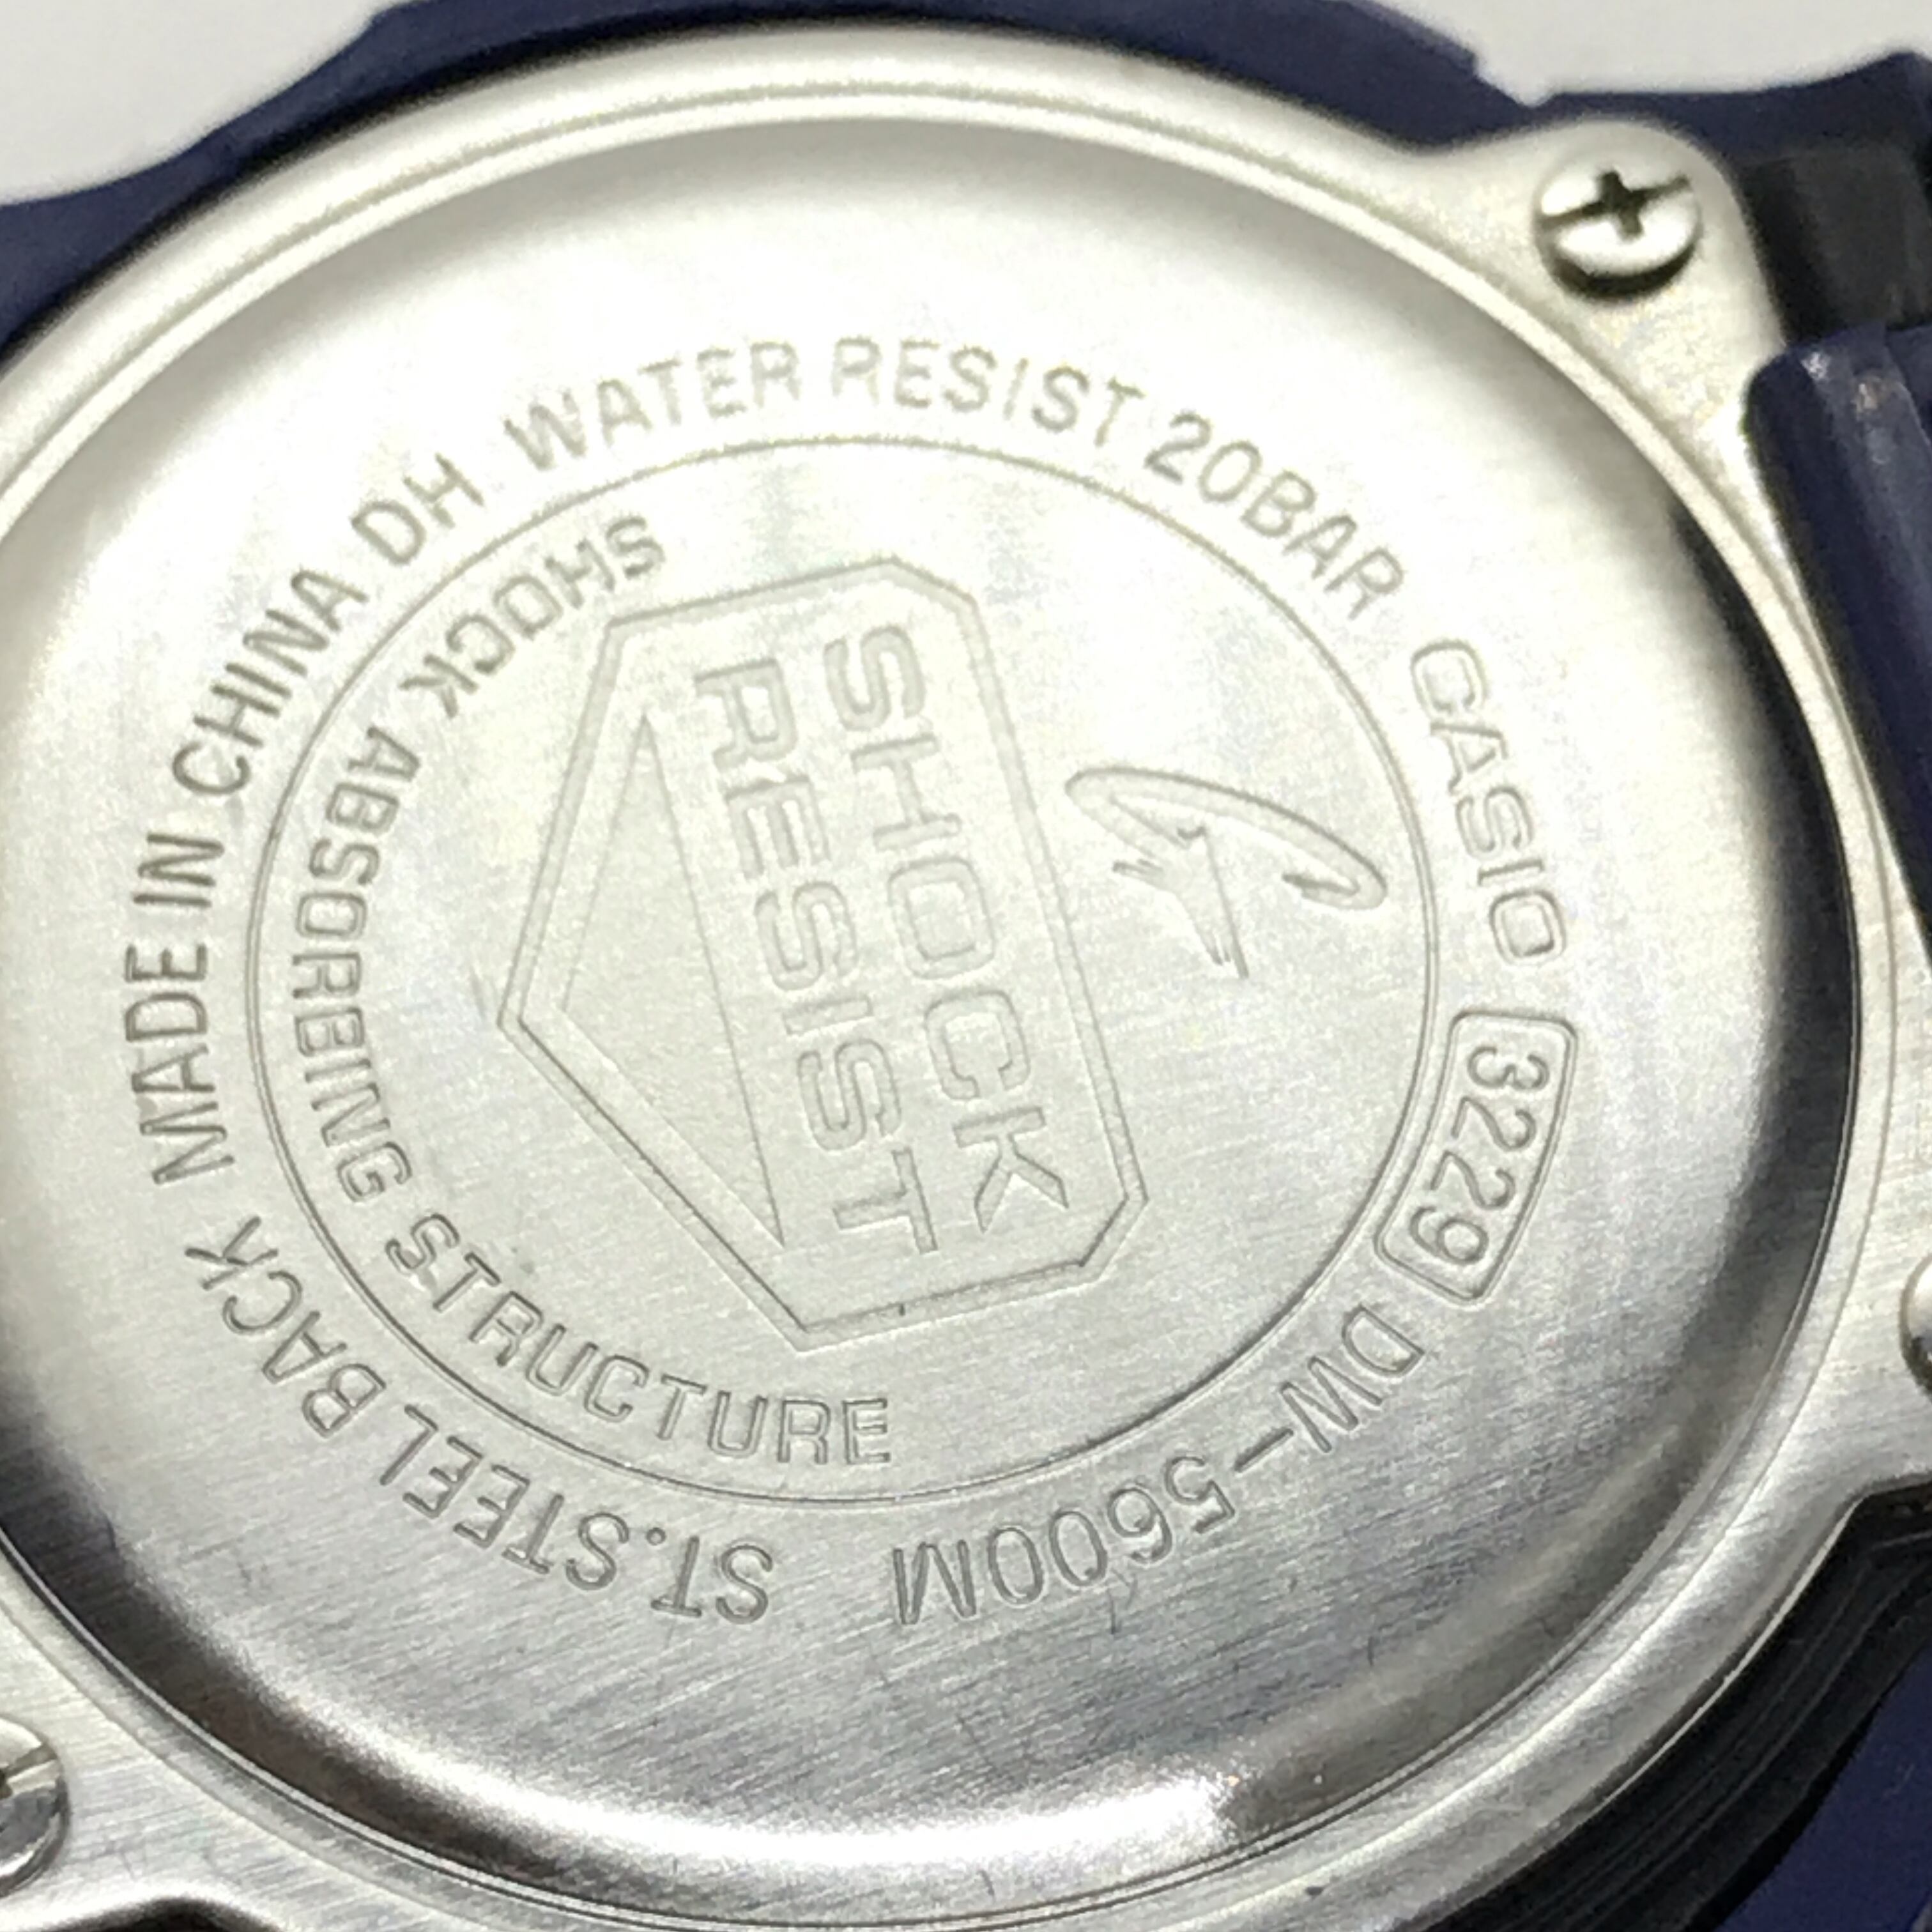 CASIO
3229
DW-5600M
ST.STEEL BACK
MADE IN CHINA DH
WATER RESIST 20BAR
SHOCK ABSORBING STRUCTURE
SHOCK
RESIST